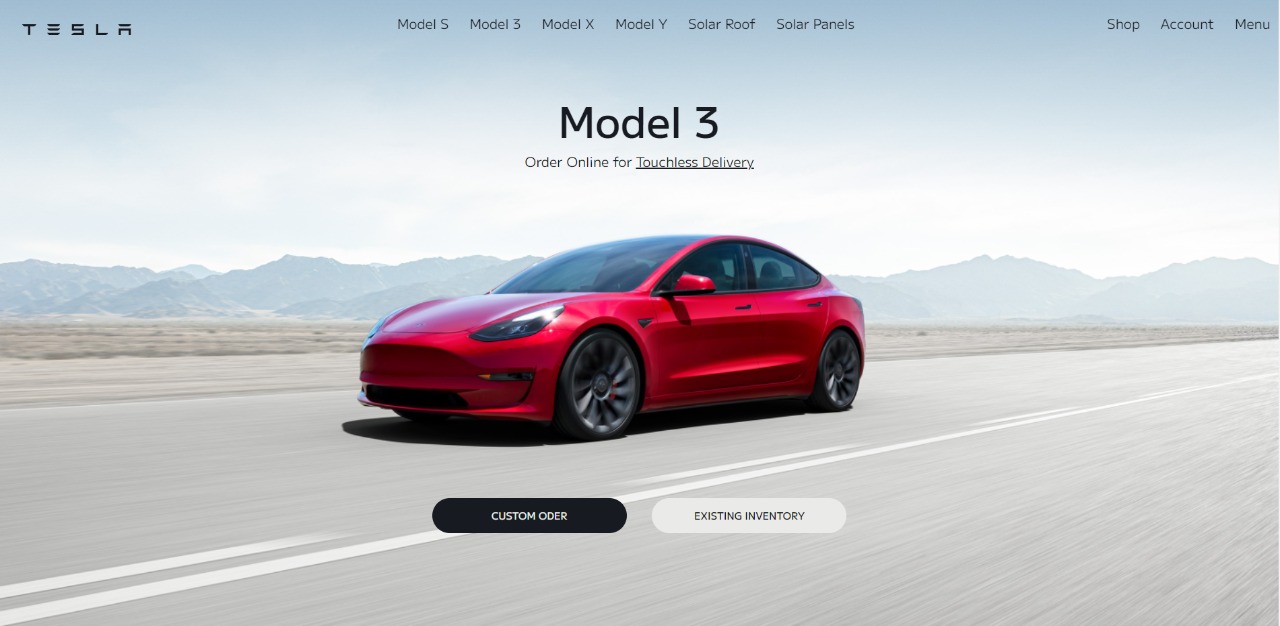 TESLA
Model S Model 3 Model X Model Y Solar Roof Solar Panels
Shop Account Menu
Model 3
Order Online for Touchless Delivery
CUSTOM ODER
EXISTING INVENTORY